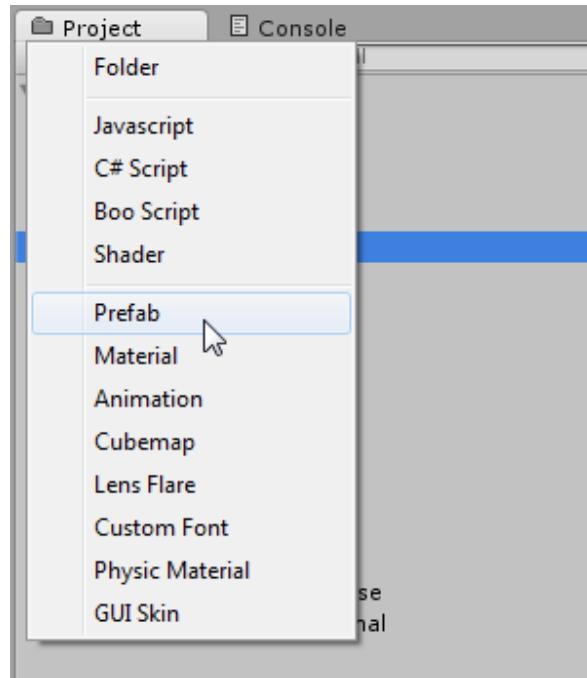 Project Console
Folder
Javascript
C# Script
Boo Script
Shader
Prefab
Material
Animation
Cubemap
Lens Flare
Custom Font
Physic Material
GUI Skin